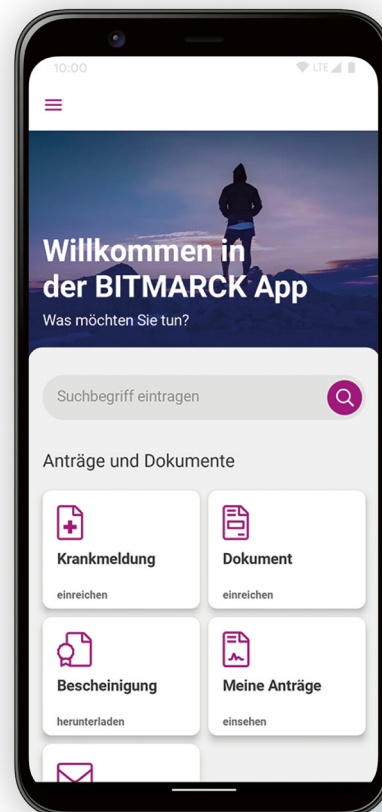 10:00
LTE
Willkommen in
der BITMARCK App
Was möchten Sie tun?
Suchbegriff eintragen
Anträge und Dokumente
Krankmeldung
einreichen
Dokument
einreichen
Bescheinigung
herunterladen
Meine Anträge
einsehen